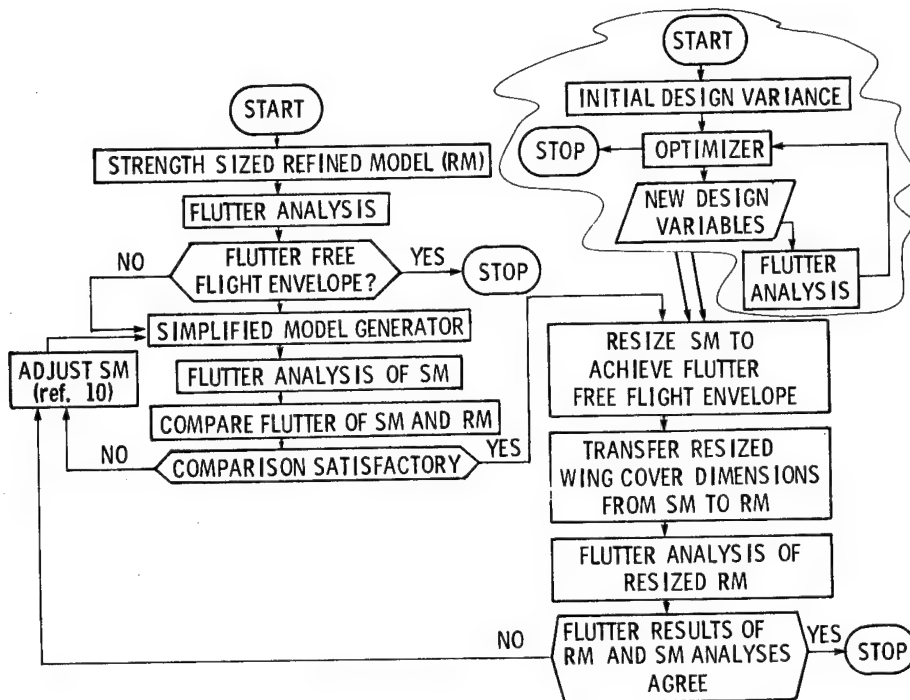 START
STRENGTH SIZED REFINED MODEL (RM)
FLUTTER ANALYSIS
NO
FLUTTER FREE
FLIGHT ENVELOPE?
YES
STOP
SIMPLIFIED MODEL GENERATOR
ADJUST SM
(ref. 10)
FLUTTER ANALYSIS OF SM
COMPARE FLUTTER OF SM AND RM
NO
COMPARISON SATISFACTORY
YES
START
INITIAL DESIGN VARIANCE
STOP
OPTIMIZER
NEW DESIGN
VARIABLES
FLUTTER
ANALYSIS
RESIZE SM TO
ACHIEVE FLUTTER
FREE FLIGHT ENVELOPE
TRANSFER RESIZED
WING COVER DIMENSIONS
FROM SM TO RM
FLUTTER ANALYSIS OF
RESIZED RM
NO
FLUTTER RESULTS OF
RM AND SM ANALYSES
AGREE
YES
STOP